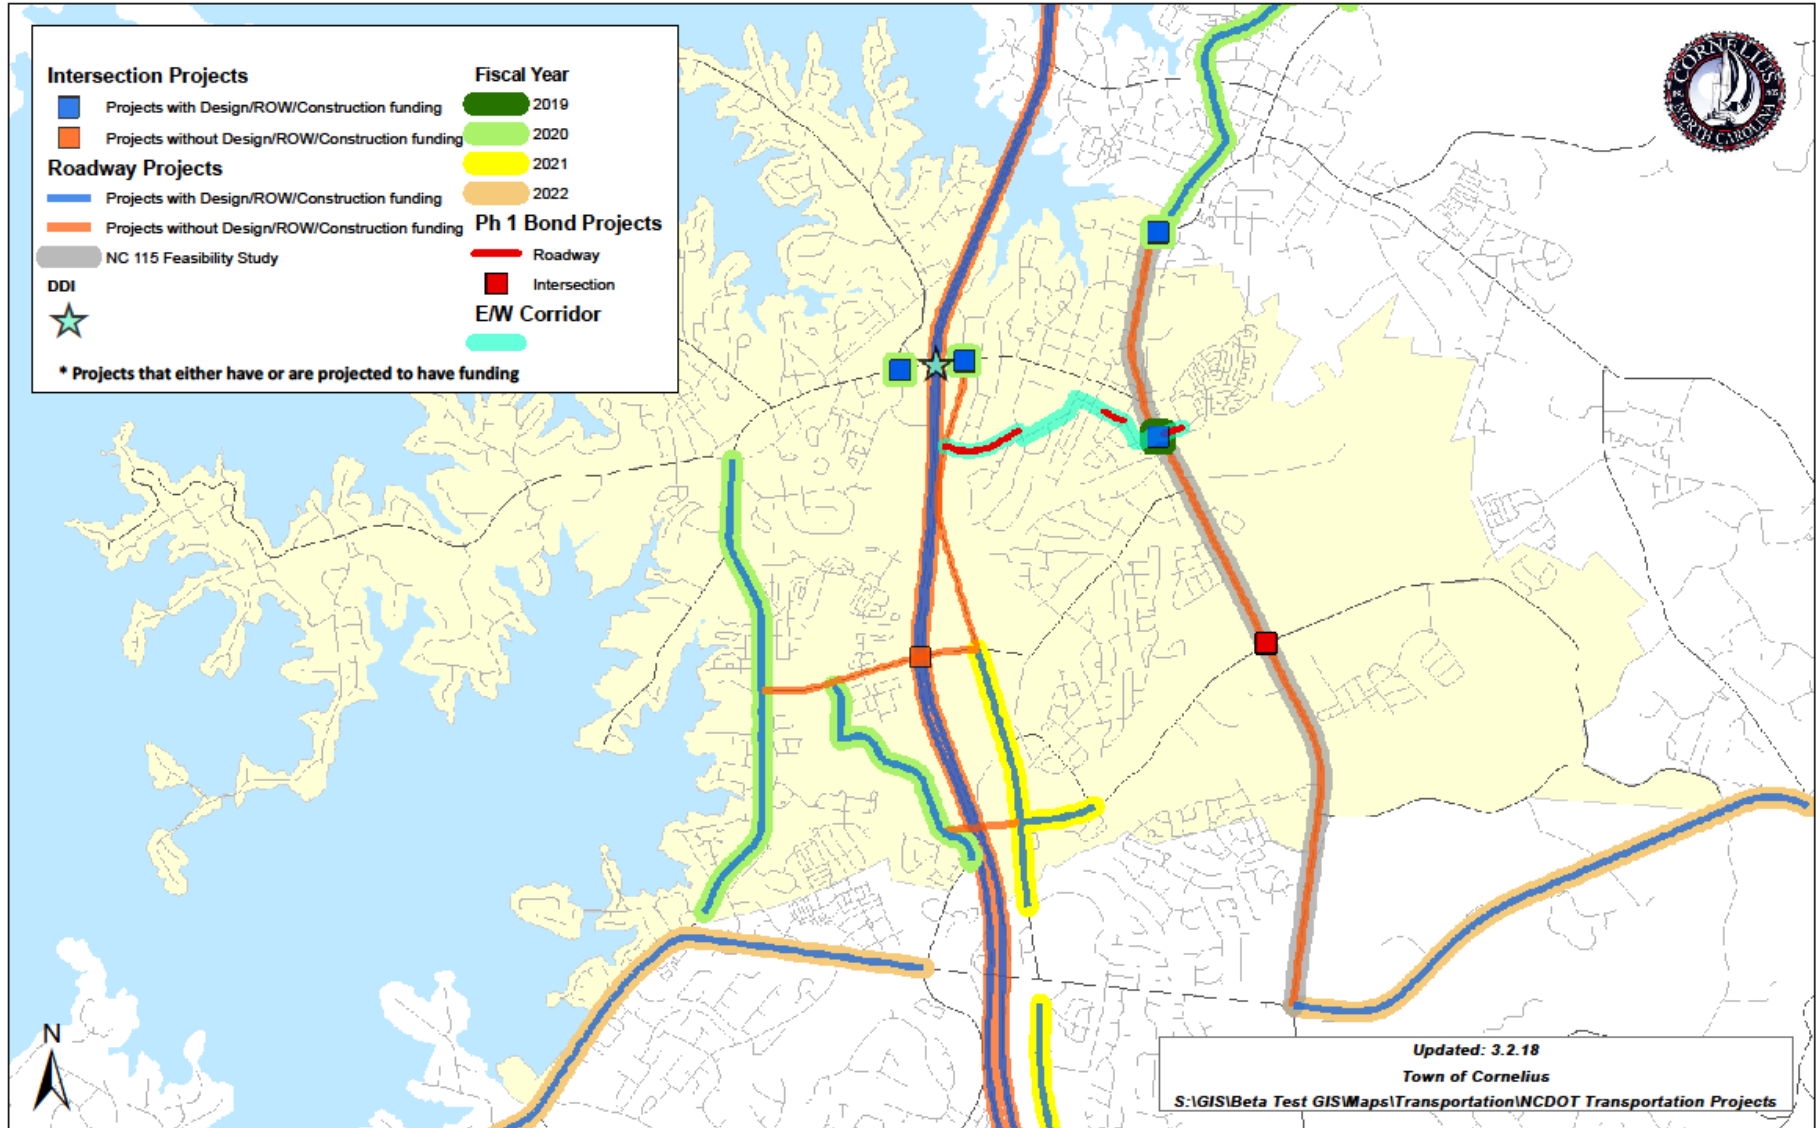 Intersection Projects
Projects with Design/ROW/Construction funding
Projects without Design/ROW/Construction funding
Roadway Projects
Projects with Design/ROW/Construction funding
Projects without Design/ROW/Construction funding
NC 115 Feasibility Study
DDI
Fiscal Year
2019
2020
2021
2022
Ph 1 Bond Projects
Roadway
Intersection
E/W Corridor
* Projects that either have or are projected to have funding
CORNELIUS
NORTH CAROLINA
N
Updated: 3.2.18
Town of Cornelius
S:\GIS\Beta Test GIS\Maps\Transportation\NCDOT Transportation Projects